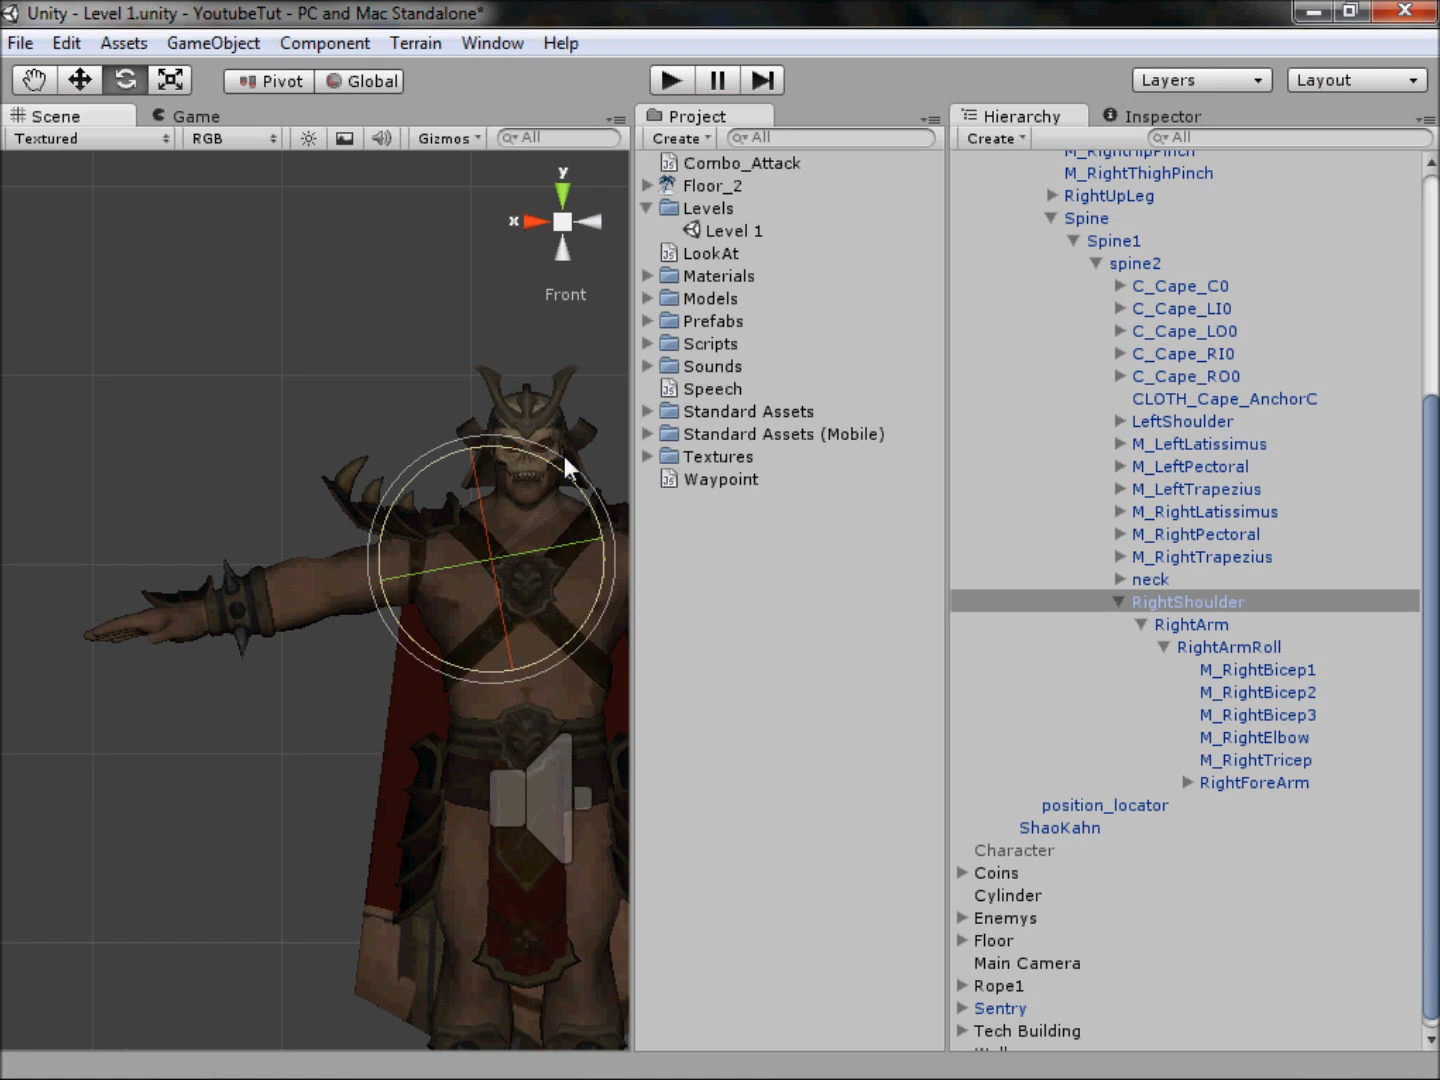 Unity - Level 1.unity - YoutubeTut - PC and Mac Standalone*
File Edit Assets GameObject Component Terrain Window Help
Pivot Global Layers Layout
Scene Game Project Hierarchy Inspector
Textured RGB Gizmos All Create All Create All
y
x
Front
Combo_Attack
Floor_2
Levels
Level 1
LookAt
Materials
Models
Prefabs
Scripts
Sounds
Speech
Standard Assets
Standard Assets (Mobile)
Textures
Waypoint
M_RightHipPinch
M_RightThighPinch
RightUpLeg
Spine
Spine1
spine2
C_Cape_C0
C_Cape_LI0
C_Cape_LO0
C_Cape_RI0
C_Cape_RO0
CLOTH_Cape_AnchorC
LeftShoulder
M_LeftLatissimus
M_LeftPectoral
M_LeftTrapezius
M_RightLatissimus
M_RightPectoral
M_RightTrapezius
neck
RightShoulder
RightArm
RightArmRoll
M_RightBicep1
M_RightBicep2
M_RightBicep3
M_RightElbow
M_RightTricep
RightForeArm
position_locator
ShaoKahn
Character
Coins
Cylinder
Enemys
Floor
Main Camera
Rope1
Sentry
Tech Building